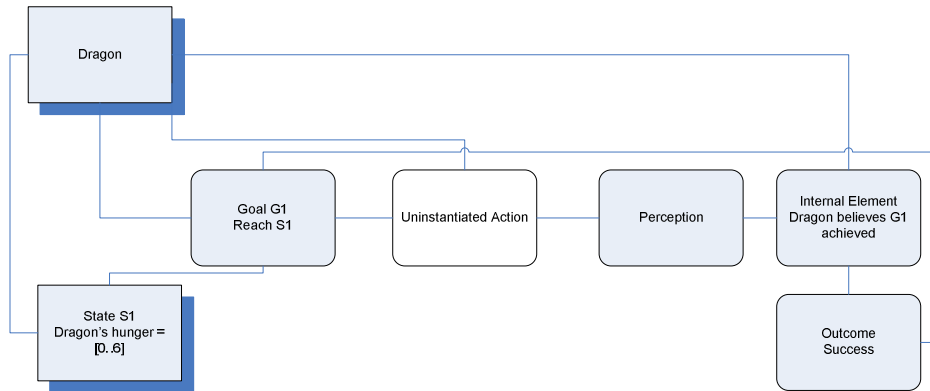 Dragon
Goal G1
Reach S1
Uninstantiated Action
Perception
Internal Element
Dragon believes G1
achieved
State S1
Dragon's hunger =
[0..6]
Outcome
Success